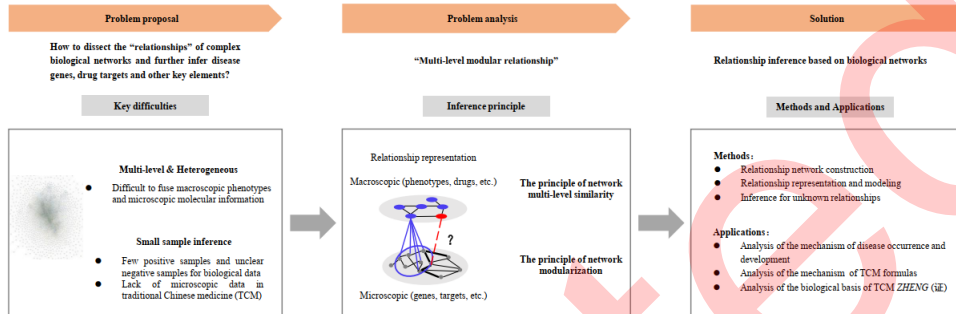 Problem proposal
How to dissect the “relationships” of complex
biological networks and further infer disease
genes, drug targets and other key elements?
Key difficulties
Multi-level & Heterogeneous
● Difficult to fuse macroscopic phenotypes
and microscopic molecular information
Small sample inference
● Few positive samples and unclear
negative samples for biological data
● Lack of microscopic data in
traditional Chinese medicine (TCM)
Problem analysis
“Multi-level modular relationship”
Inference principle
Relationship representation
Macroscopic (phenotypes, drugs, etc.)
?
Microscopic (genes, targets, etc.)
The principle of network
multi-level similarity
The principle of network
modularization
Solution
Relationship inference based on biological networks
Methods and Applications
Methods:
● Relationship network construction
● Relationship representation and modeling
● Inference for unknown relationships
Applications:
● Analysis of the mechanism of disease occurrence and
development
● Analysis of the mechanism of TCM formulas
● Analysis of the biological basis of TCM ZHENG (证)